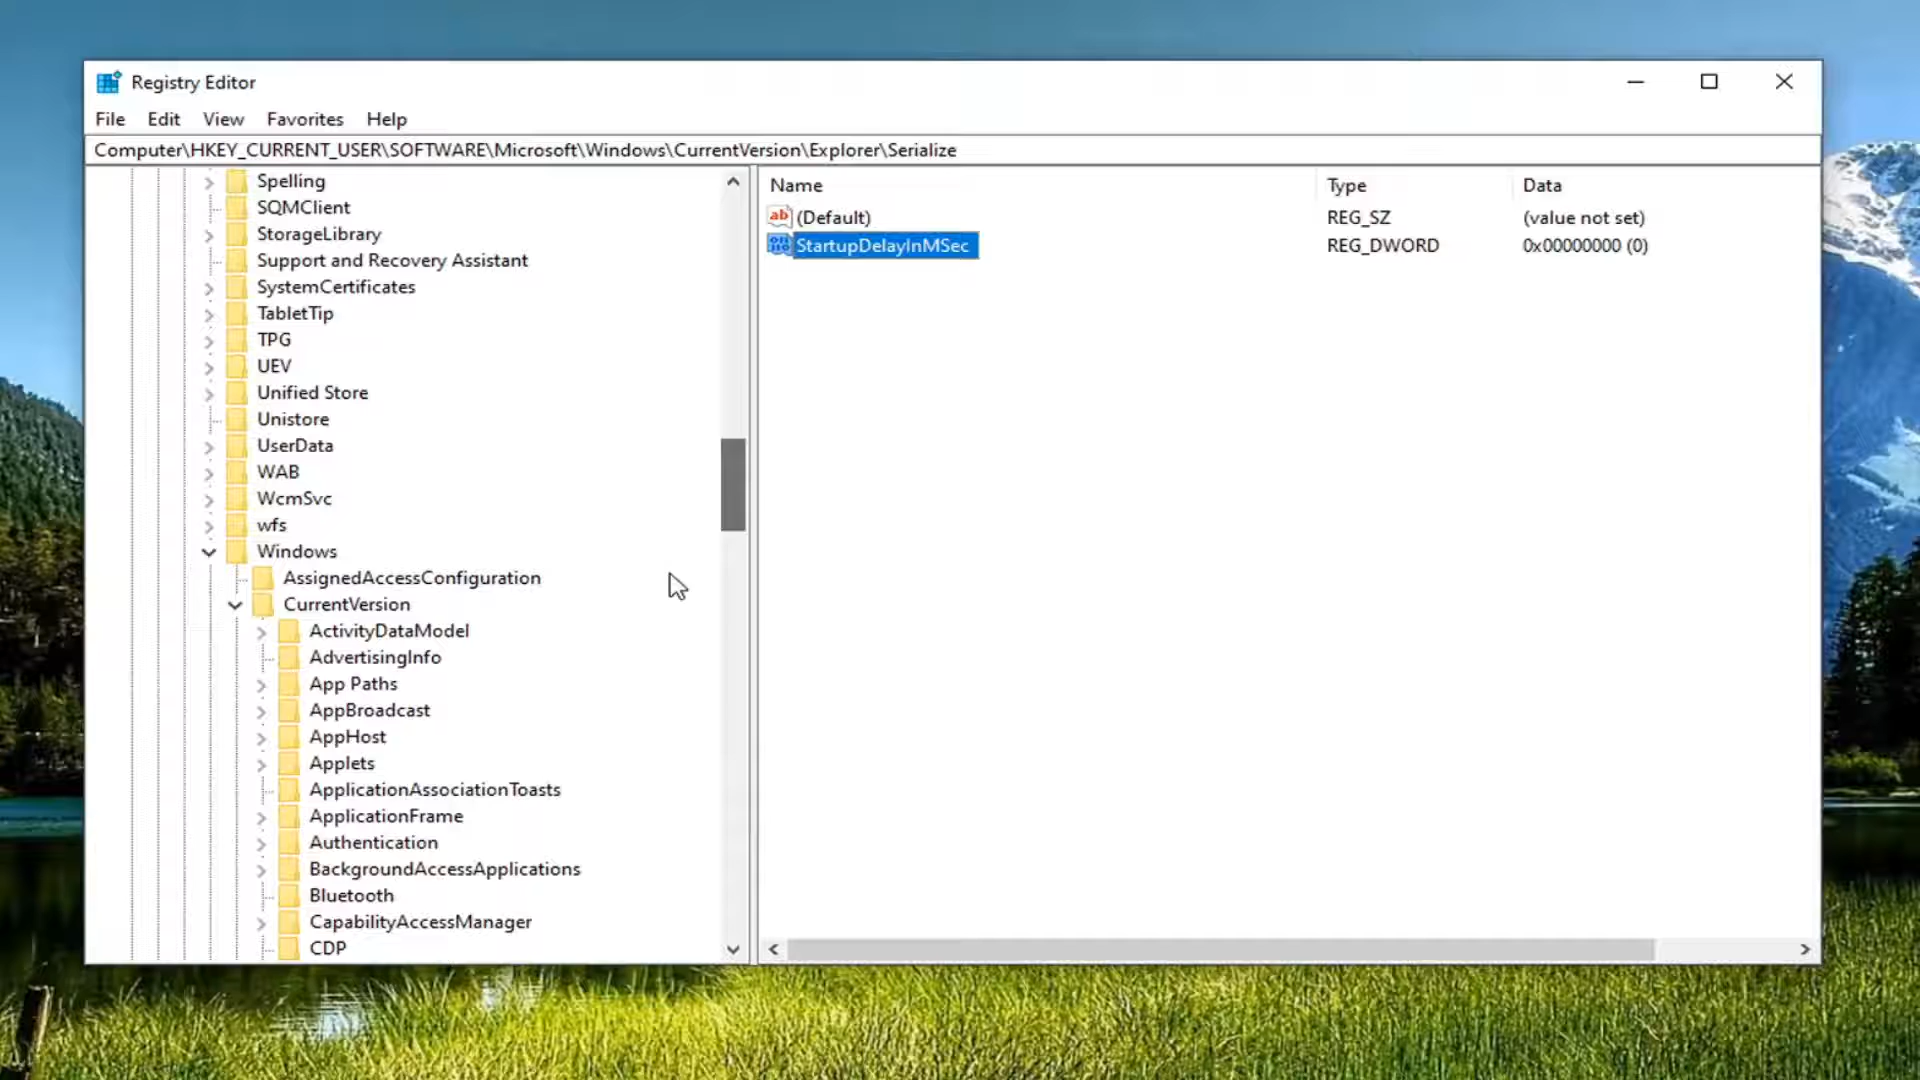 Registry Editor
File Edit View Favorites Help
Computer\HKEY_CURRENT_USER\SOFTWARE\Microsoft\Windows\CurrentVersion\Explorer\Serialize
Spelling
SQMClient
StorageLibrary
Support and Recovery Assistant
SystemCertificates
TabletTip
TPG
UEV
Unified Store
Unistore
UserData
WAB
WcmSvc
wfs
Windows
AssignedAccessConfiguration
CurrentVersion
ActivityDataModel
AdvertisingInfo
App Paths
AppBroadcast
AppHost
Applets
ApplicationAssociationToasts
ApplicationFrame
Authentication
BackgroundAccessApplications
Bluetooth
CapabilityAccessManager
CDP
Name Type Data
(Default) REG_SZ (value not set)
StartupDelayInMSec REG_DWORD 0x00000000 (0)